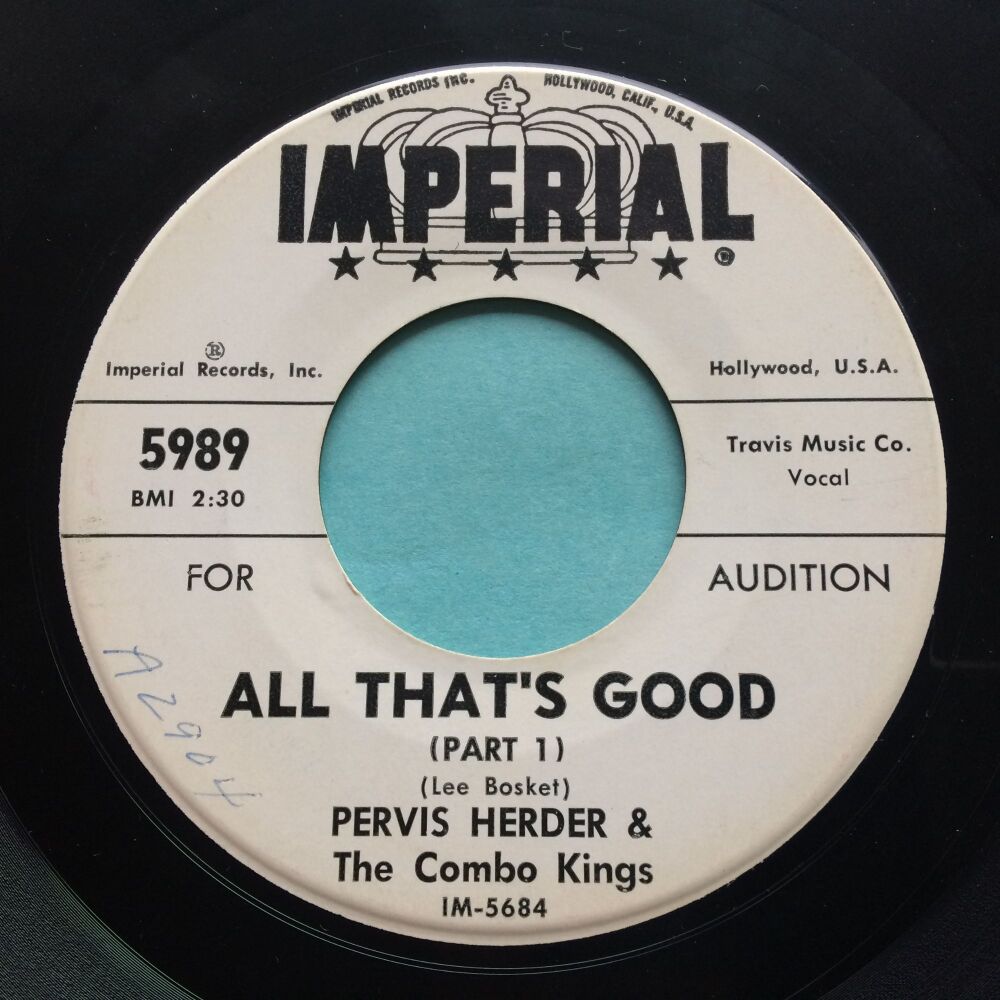 IMPERIAL RECORDS INC. HOLLYWOOD, CALIF., U.S.A.
IMPERIAL
®
®
Imperial Records, Inc.
Hollywood, U.S.A.
5989
BMI 2:30
Travis Music Co.
Vocal
FOR AUDITION
A2904
ALL THAT'S GOOD
(PART 1)
(Lee Bosket)
PERVIS HERDER &
The Combo Kings
IM-5684